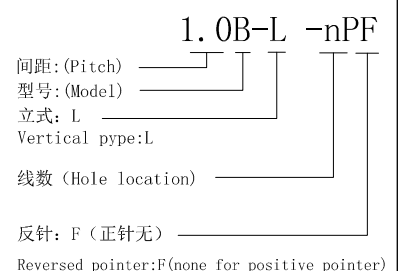 1.0B-L -nPF
间距:(Pitch)
型号:(Model)
立式：L
Vertical pype:L
线数（Hole location)
反针：F（正针无）
Reversed pointer:F(none for positive pointer)